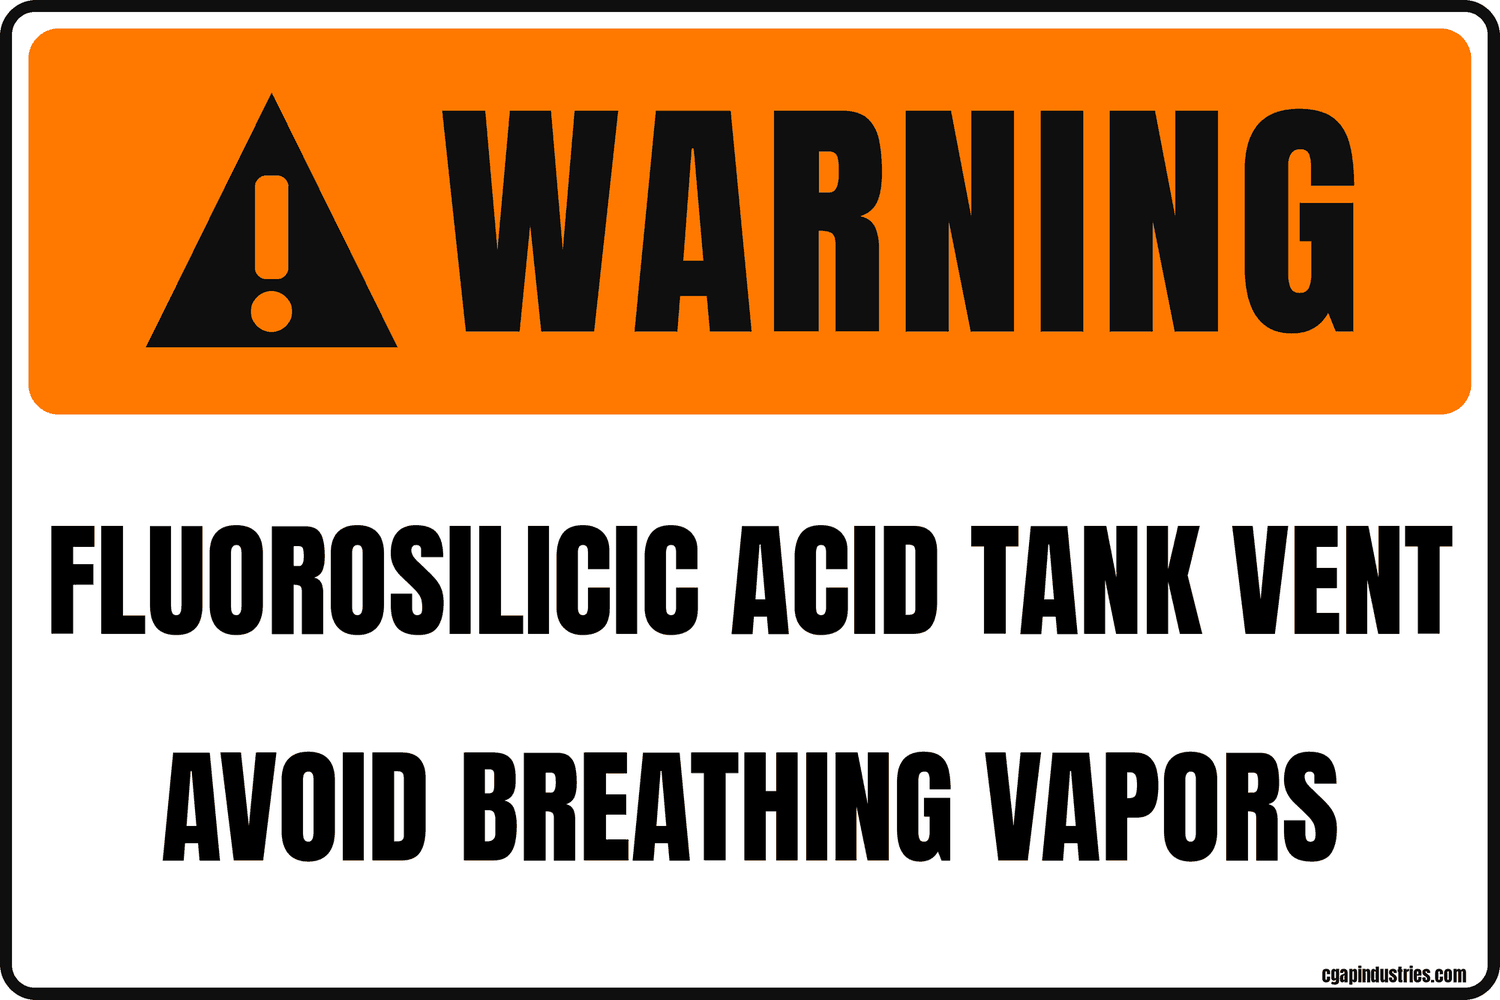 WARNING
FLUOROSILICIC ACID TANK VENT
AVOID BREATHING VAPORS
cgapindustries.com